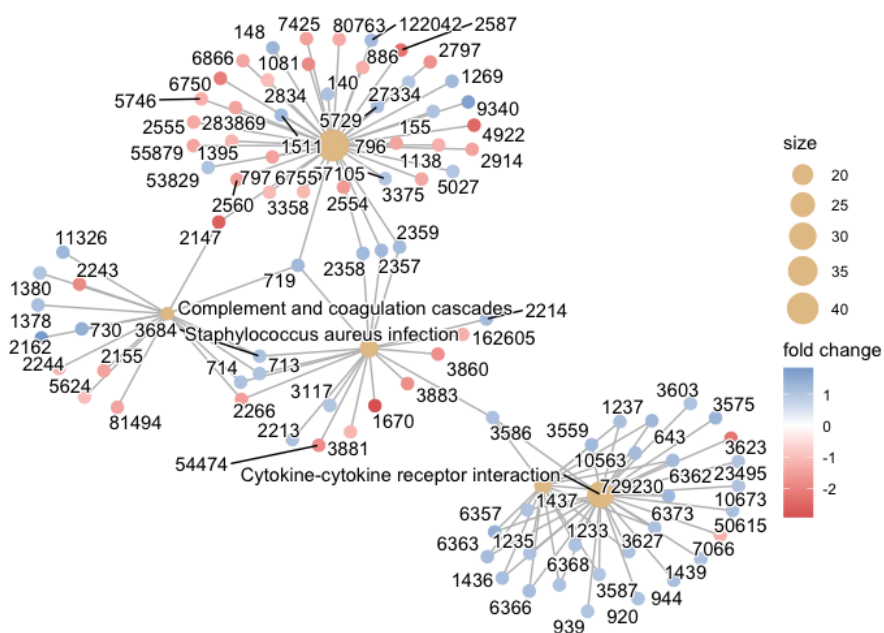 7425 80763 122042 2587
148 886 2797
6866 1081
6750 140 1269
5746 2834 27334 9340
2555 283869 5729 155 4922
55879 1395 1511 796 1138 2914
53829 797 6755 57105 3375 5027
2560 3358 2554
2147 2359
11326 719 2358 2357
2243
1380
1378 730 3684 Complement and coagulation cascades 2214
2162 Staphylococcus aureus infection 162605
2244 2155 714 713 3860
5624 3117 3883
81494 2266 1670
2213 3881
54474
3586 3559 1237 3603 3575
10563 643 3623
Cytokine-cytokine receptor interaction 729230 6362 23495
1437 10673
6357 6373 50615
6363 1235 1233 3627 7066
1436 6368 1439
6366 3587 944
939 920
size
20
25
30
35
40
fold change
1
0
-1
-2